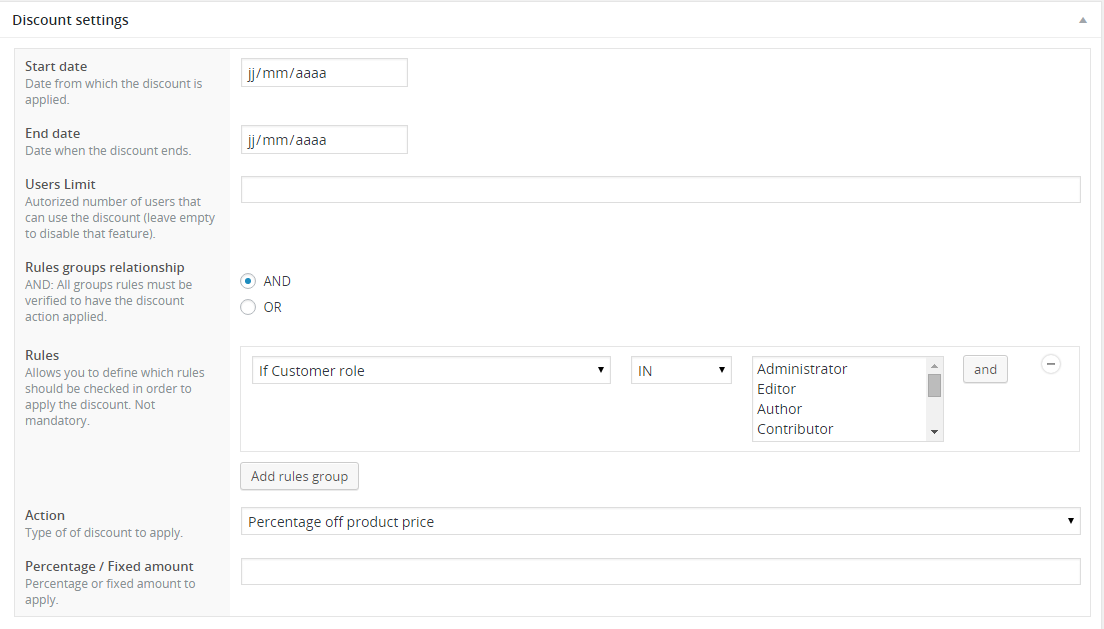 Discount settings
Start date
Date from which the discount is
applied.
jj/mm/aaaa
End date
Date when the discount ends.
jj/mm/aaaa
Users Limit
Autorized number of users that
can use the discount (leave empty
to disable that feature).
Rules groups relationship
AND: All groups rules must be
verified to have the discount
action applied.
AND
OR
Rules
Allows you to define which rules
should be checked in order to
apply the discount. Not
mandatory.
If Customer role
IN
Administrator
Editor
Author
Contributor
and
Add rules group
Action
Type of of discount to apply.
Percentage off product price
Percentage / Fixed amount
Percentage or fixed amount to
apply.